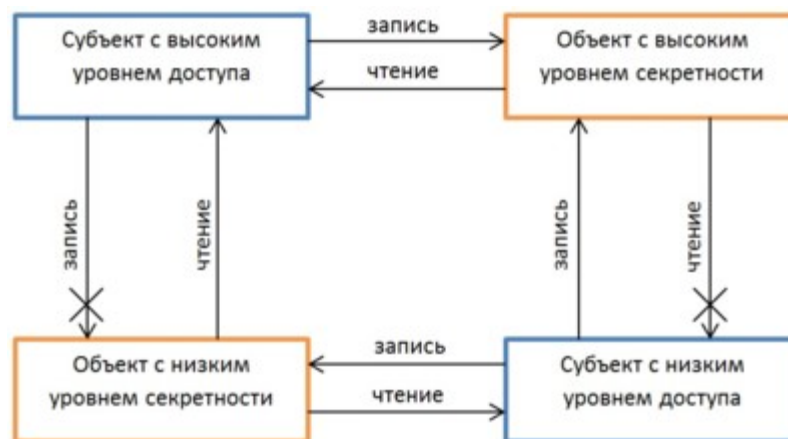 Субъект с высоким
уровнем доступа
запись
чтение
Объект с высоким
уровнем секретности
запись
чтение
запись
чтение
Объект с низким
уровнем секретности
запись
чтение
Субъект с низким
уровнем доступа